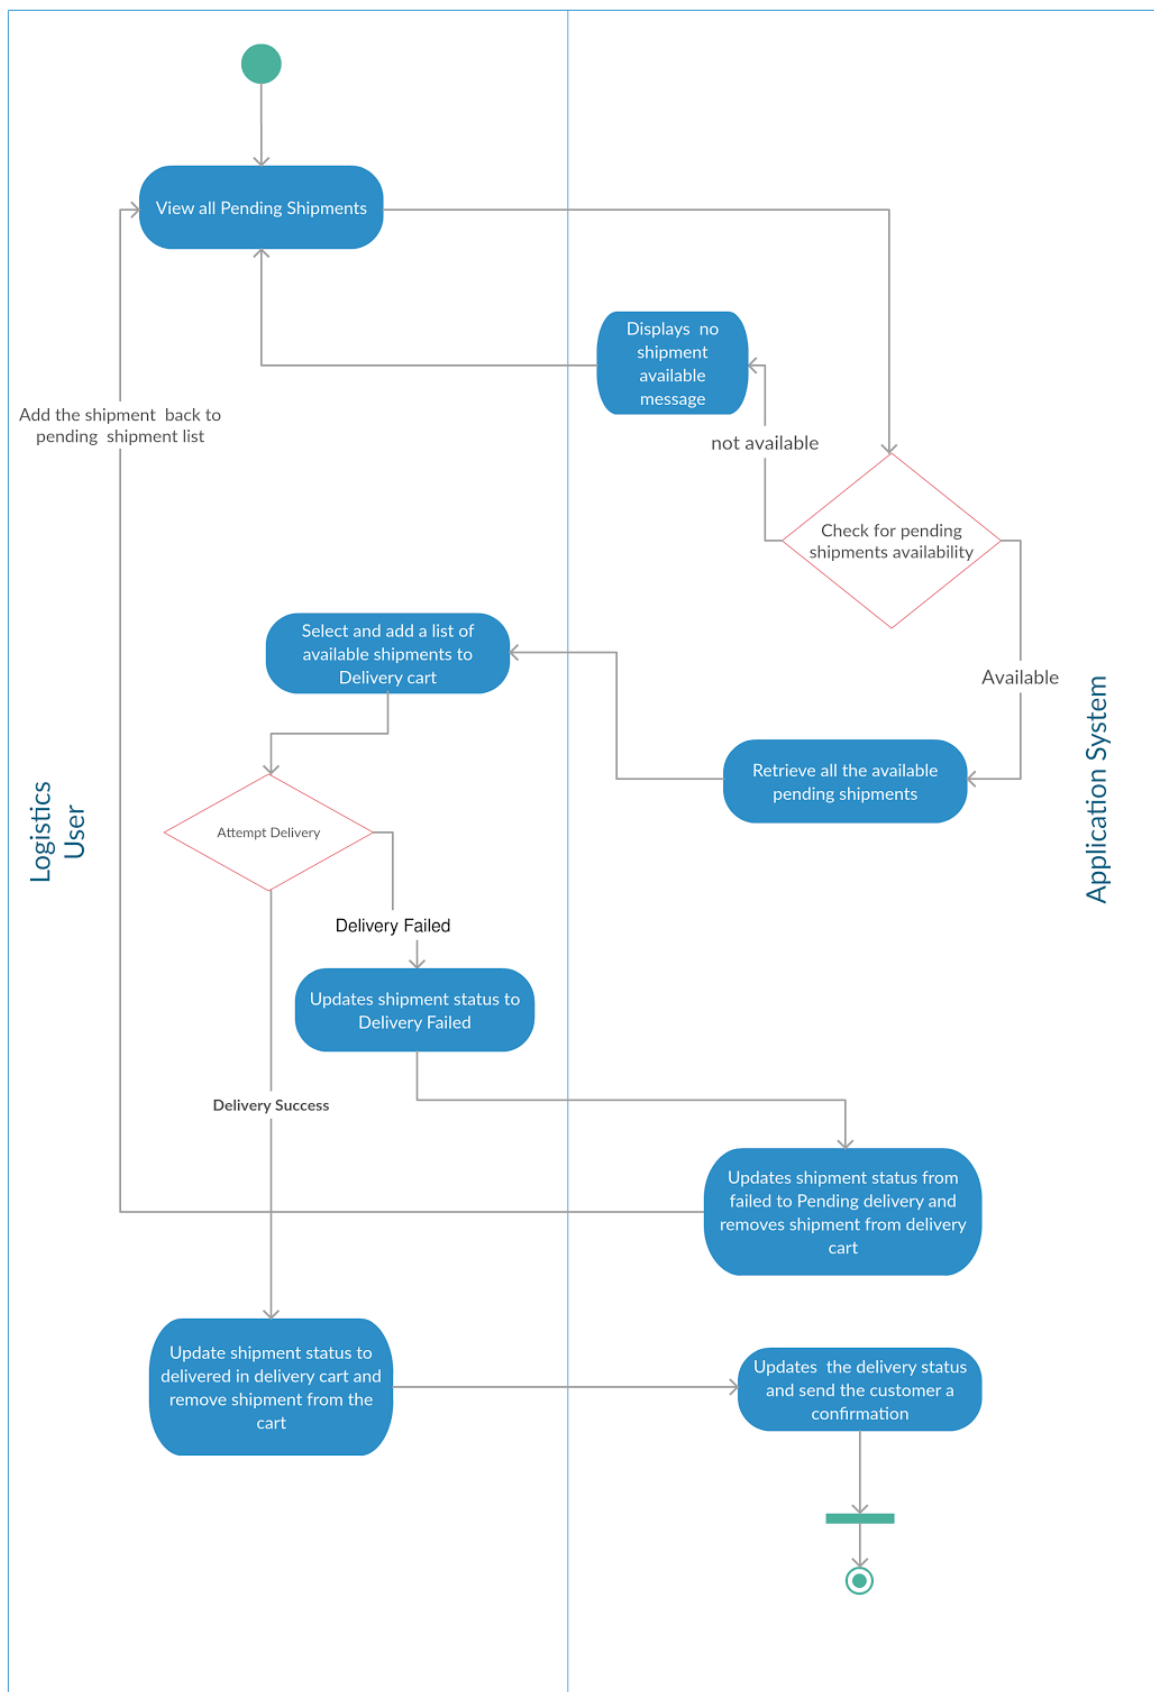 View all Pending Shipments
Displays no
shipment
available
message
Add the shipment back to
pending shipment list
not available
Check for pending
shipments availability
Select and add a list of
available shipments to
Delivery cart
Available
Retrieve all the available
pending shipments
Logistics
User
Application System
Attempt Delivery
Delivery Failed
Updates shipment status to
Delivery Failed
Delivery Success
Updates shipment status from
failed to Pending delivery and
removes shipment from delivery
cart
Update shipment status to
delivered in delivery cart and
remove shipment from the
cart
Updates the delivery status
and send the customer a
confirmation